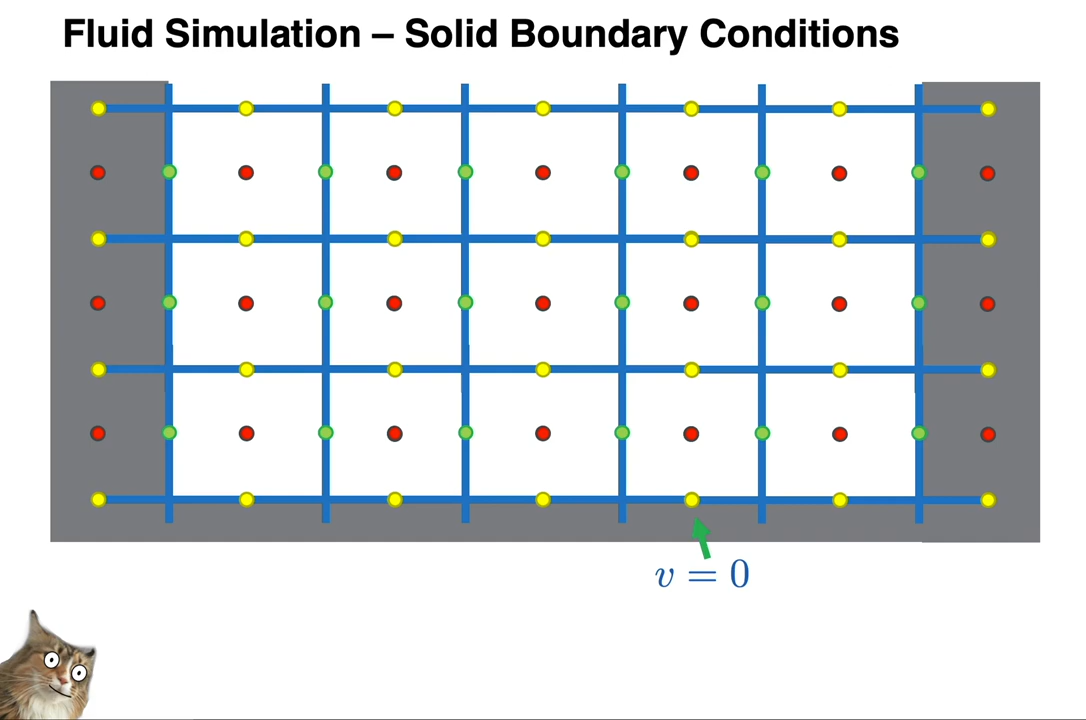 Fluid Simulation – Solid Boundary Conditions
v = 0